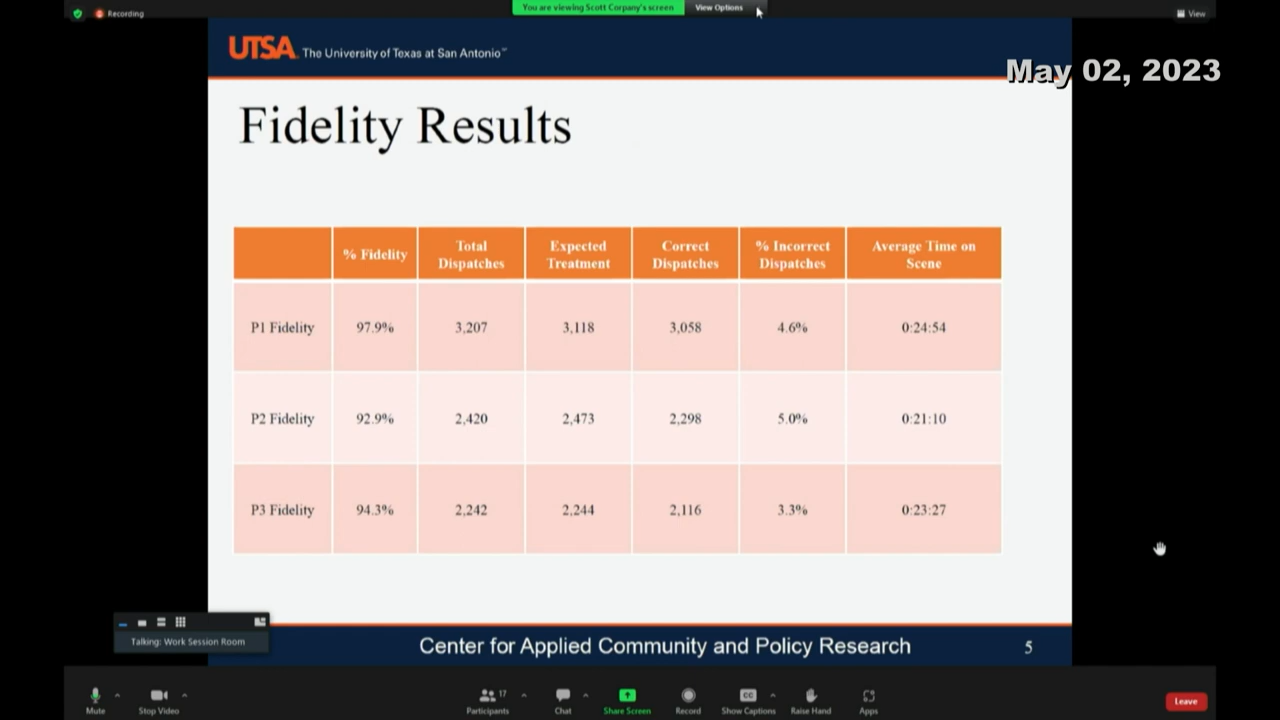 Recording
You are viewing Scott Corpany's screen
View Options
View
UTSA The University of Texas at San Antonio™
May 02, 2023
Fidelity Results
% Fidelity
Total Dispatches
Expected Treatment
Correct Dispatches
% Incorrect Dispatches
Average Time on Scene
P1 Fidelity 97.9% 3,207 3,118 3,058 4.6% 0:24:54
P2 Fidelity 92.9% 2,420 2,473 2,298 5.0% 0:21:10
P3 Fidelity 94.3% 2,242 2,244 2,116 3.3% 0:23:27
Talking: Work Session Room
Center for Applied Community and Policy Research 5
Mute
Stop Video
Participants 17
Chat
Share Screen
Record
CC
Show Captions
Raise Hand
Apps
Leave